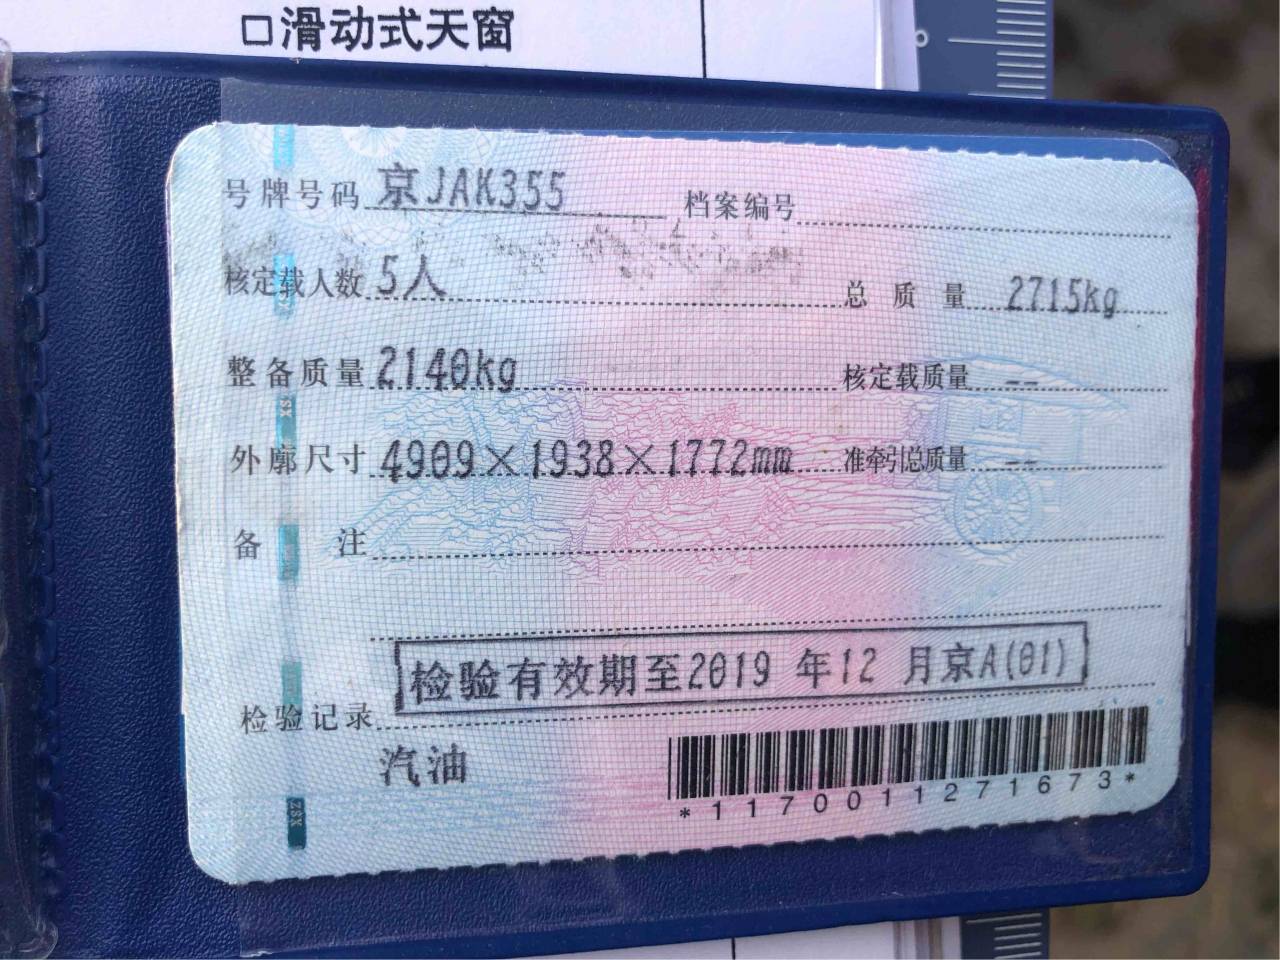 □滑动式天窗
号牌号码 京JAK355 档案编号
核定载人数 5人 总质量 2715kg
整备质量 2140kg 核定载质量 --
外廓尺寸 4909×1938×1772mm 准牵引总质量 --
备注
检验有效期至2019 年12 月京A(01)
检验记录
汽油
*1170011271673*
ZSX